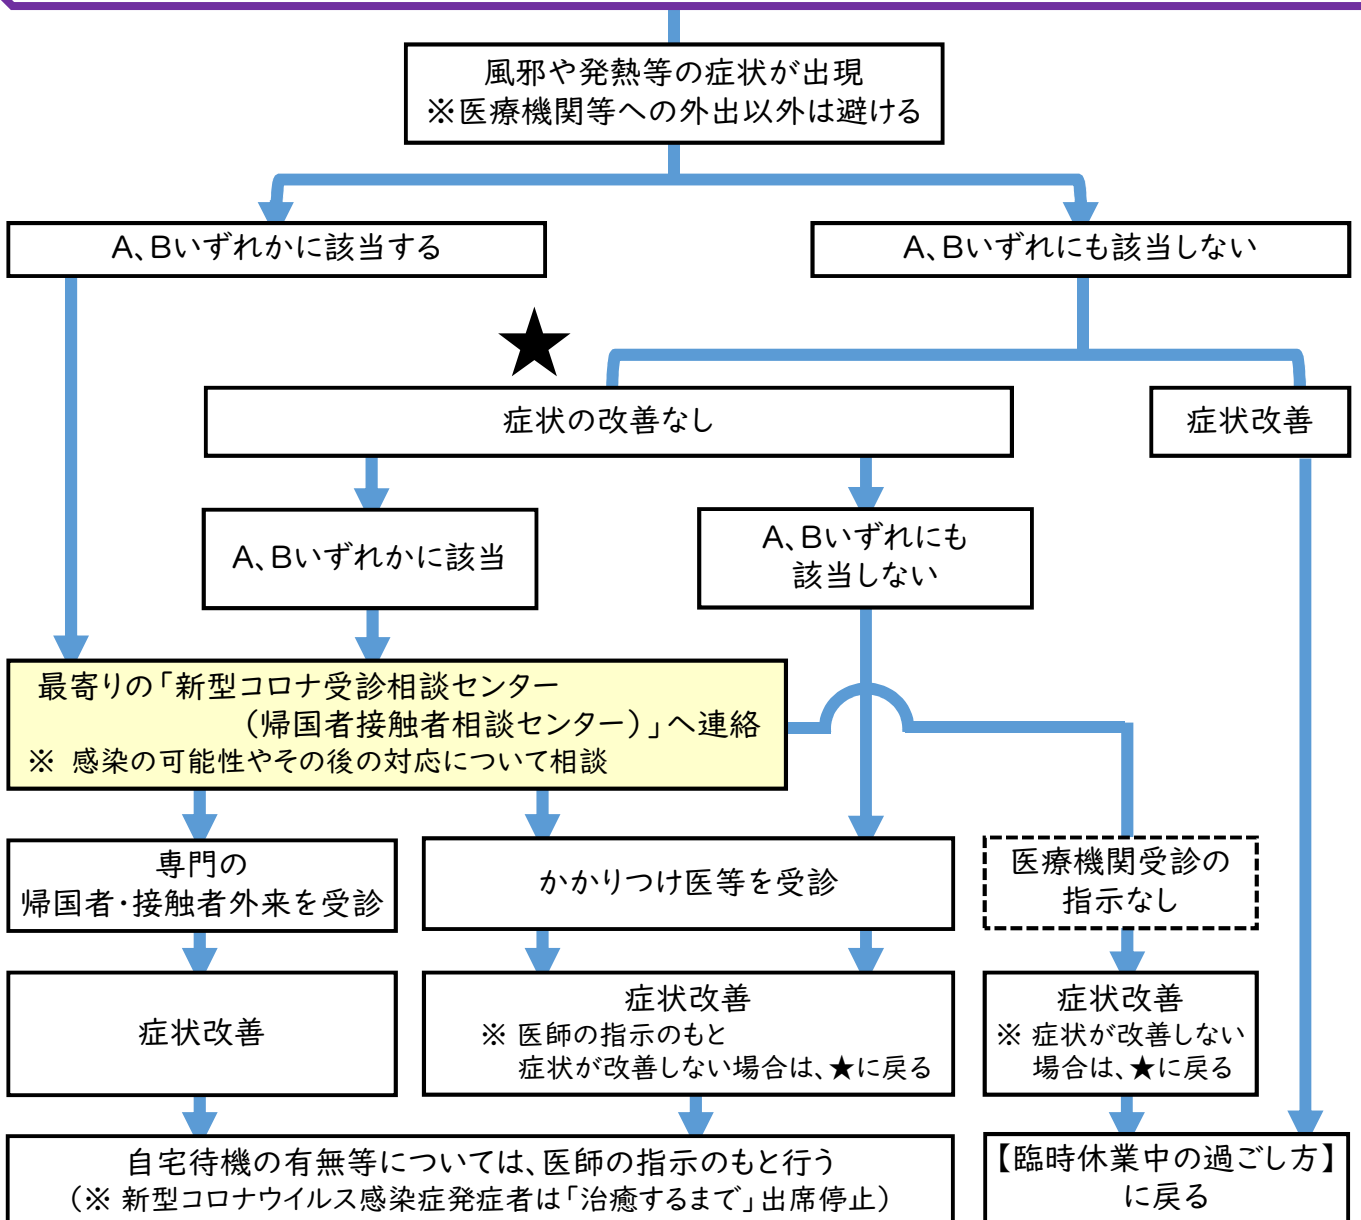 風邪や発熱等の症状が出現
※医療機関等への外出以外は避ける
A、Bいずれかに該当する
A、Bいずれにも該当しない
★
症状の改善なし
症状改善
A、Bいずれかに該当
A、Bいずれにも
該当しない
最寄りの「新型コロナ受診相談センター
（帰国者接触者相談センター）」へ連絡
※ 感染の可能性やその後の対応について相談
専門の
帰国者・接触者外来を受診
かかりつけ医等を受診
医療機関受診の
指示なし
症状改善
症状改善
※ 医師の指示のもと
症状が改善しない場合は、★に戻る
症状改善
※ 症状が改善しない
場合は、★に戻る
自宅待機の有無等については、医師の指示のもと行う
（※ 新型コロナウイルス感染症発症者は「治癒するまで」出席停止）
【臨時休業中の過ごし方】
に戻る